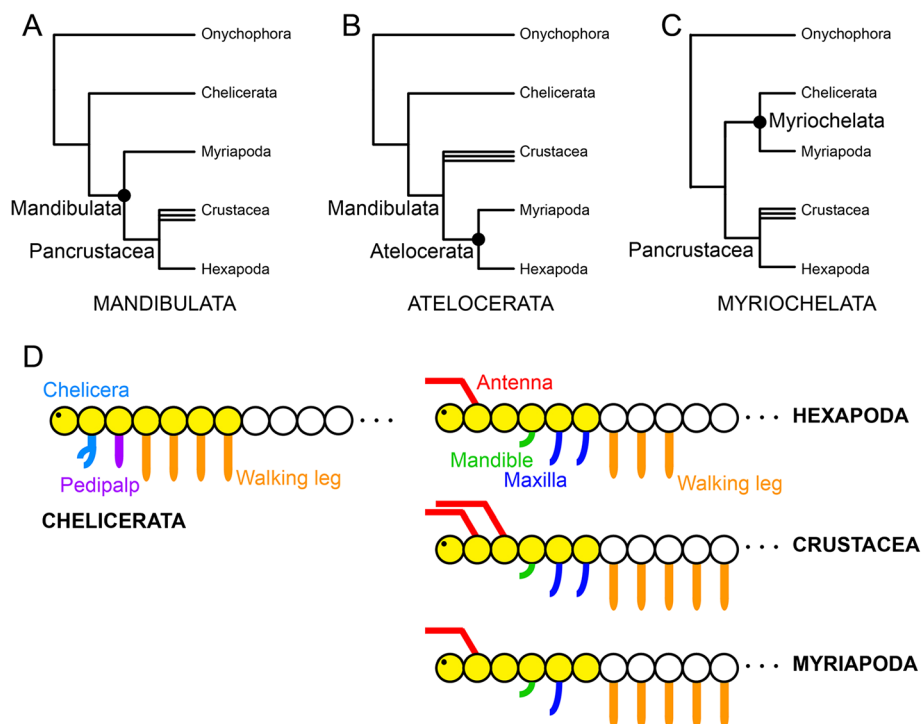 A
Onychophora
Chelicerata
Myriapoda
Mandibulata
Crustacea
Pancrustacea
Hexapoda
MANDIBULATA
B
Onychophora
Chelicerata
Crustacea
Mandibulata
Myriapoda
Atelocerata
Hexapoda
ATELOCERATA
C
Onychophora
Chelicerata
Myriochelata
Myriapoda
Crustacea
Pancrustacea
Hexapoda
MYRIOCHELATA
D
Chelicera
Pedipalp
Walking leg
CHELICERATA
Antenna
HEXAPODA
Mandible
Maxilla
Walking leg
CRUSTACEA
MYRIAPODA